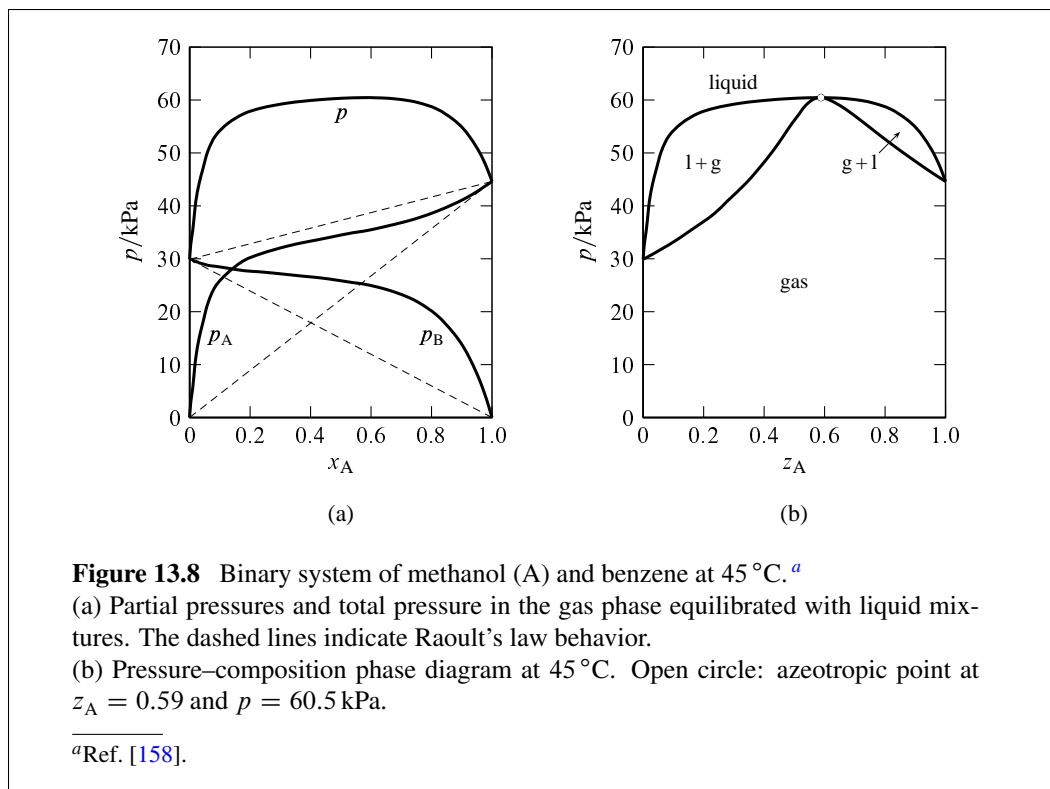 70
60
50
40
30
20
10
0
p/kPa
p
p_A
p_B
0 0.2 0.4 0.6 0.8 1.0
x_A
(a)
70
60
50
40
30
20
10
0
p/kPa
liquid
l + g
g + l
gas
0 0.2 0.4 0.6 0.8 1.0
z_A
(b)
Figure 13.8 Binary system of methanol (A) and benzene at 45 °C. a
(a) Partial pressures and total pressure in the gas phase equilibrated with liquid mix-
tures. The dashed lines indicate Raoult's law behavior.
(b) Pressure–composition phase diagram at 45 °C. Open circle: azeotropic point at
z_A = 0.59 and p = 60.5 kPa.
aRef. [158].